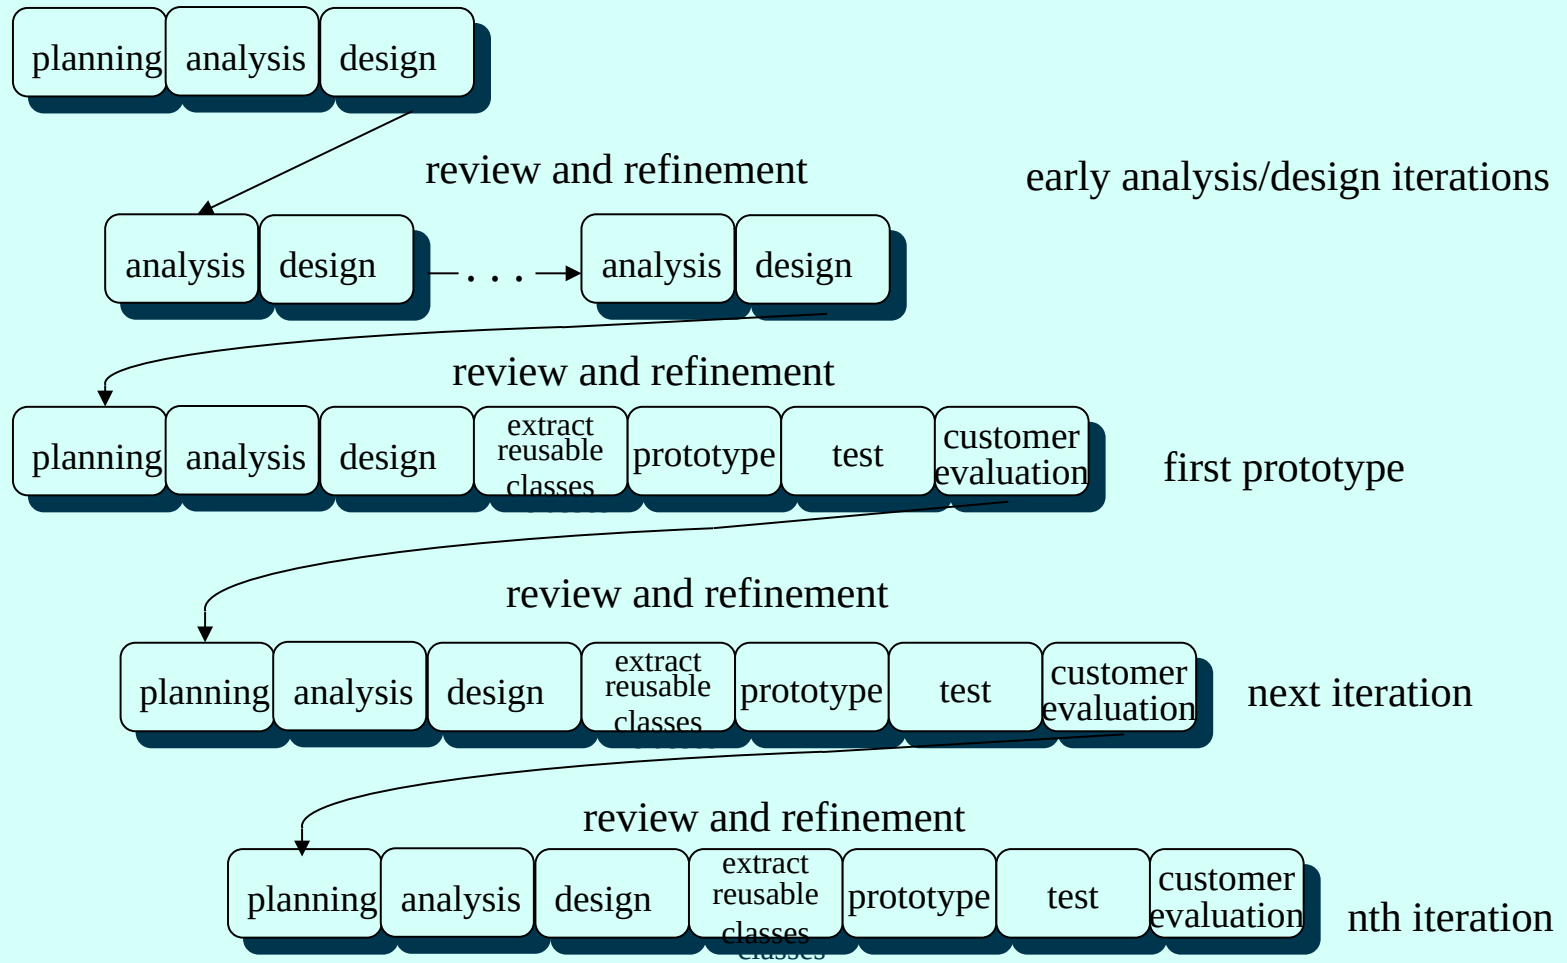 planning analysis design
review and refinement
early analysis/design iterations
analysis design . . . analysis design
review and refinement
planning analysis design
extract
reusable
classes
prototype
test
customer
evaluation
first prototype
review and refinement
planning analysis design
extract
reusable
classes
prototype
test
customer
evaluation
next iteration
review and refinement
planning analysis design
extract
reusable
classes
prototype
test
customer
evaluation
nth iteration